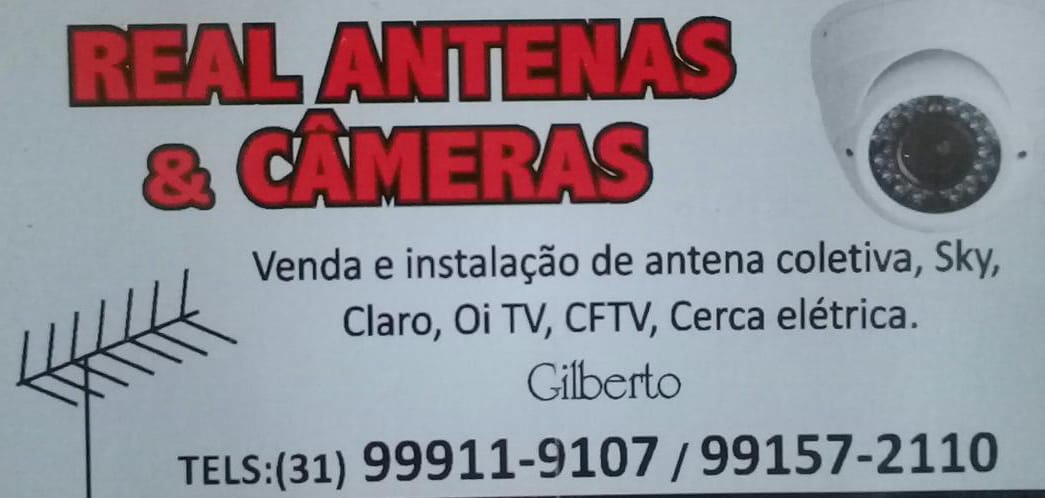 REAL ANTENAS
& CÂMERAS
Venda e instalação de antena coletiva, Sky,
Claro, Oi TV, CFTV, Cerca elétrica.
Gilberto
TELS:(31) 99911-9107 / 99157-2110